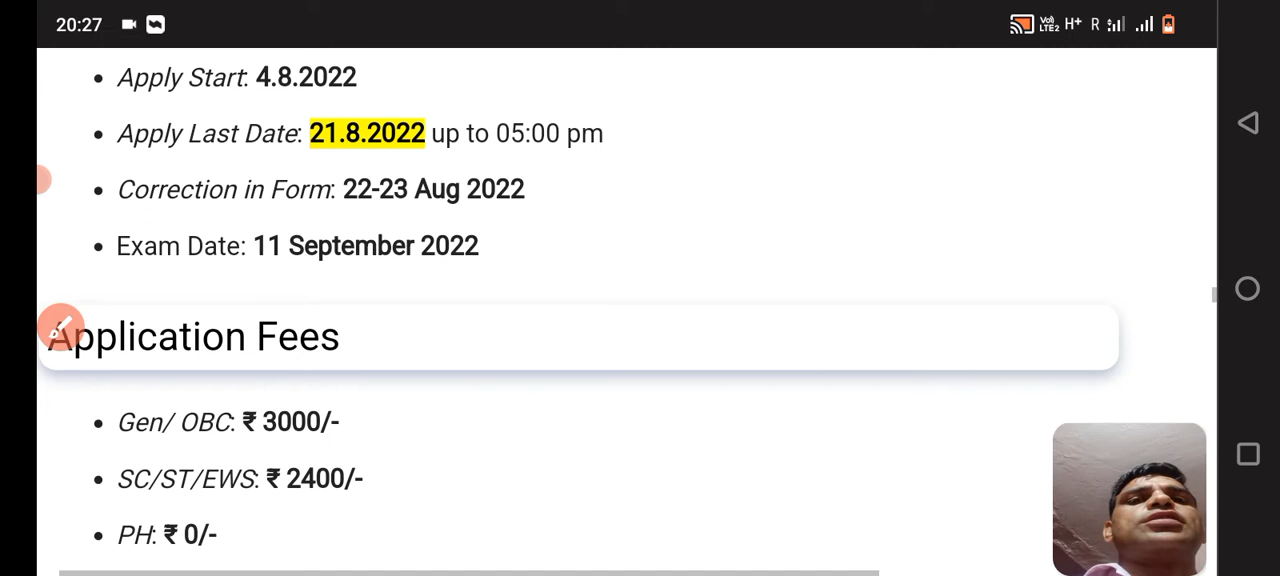 20:27
Vo) LTE2 H+ R
Apply Start: 4.8.2022
Apply Last Date: 21.8.2022 up to 05:00 pm
Correction in Form: 22-23 Aug 2022
Exam Date: 11 September 2022
Application Fees
Gen/ OBC: ₹ 3000/-
SC/ST/EWS: ₹ 2400/-
PH: ₹ 0/-